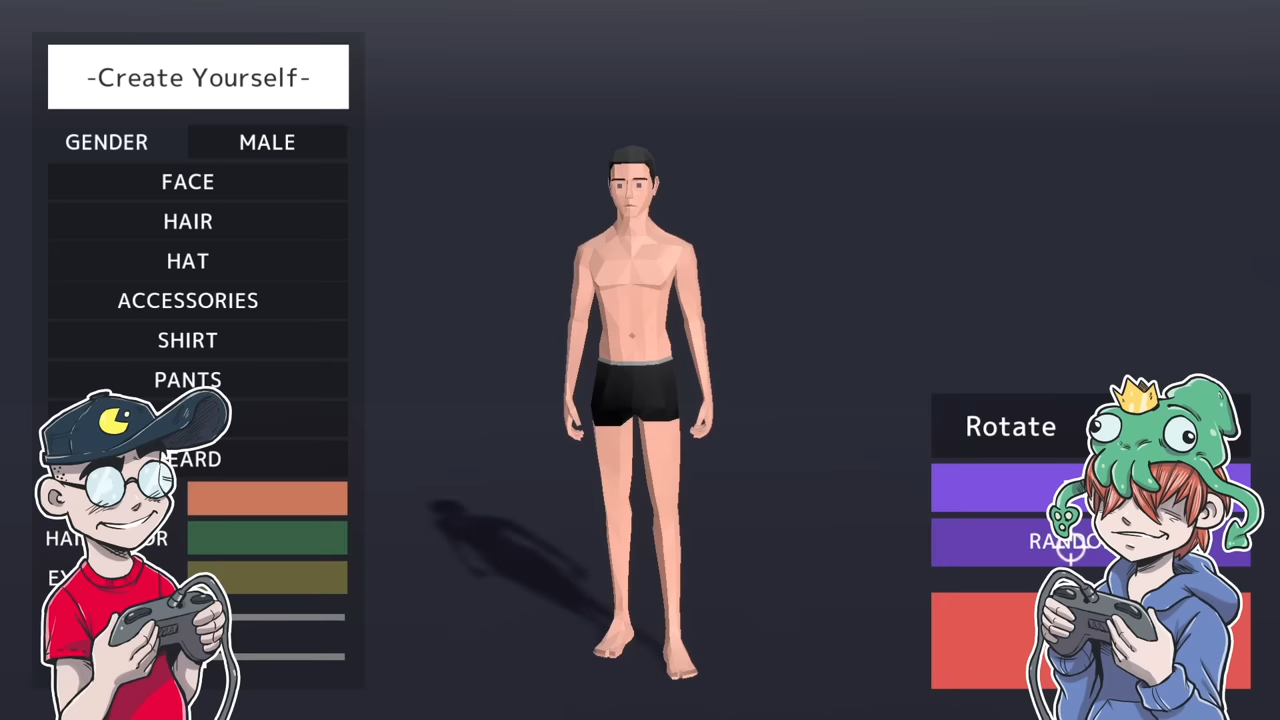 -Create Yourself-
GENDER MALE
FACE
HAIR
HAT
ACCESSORIES
SHIRT
PANTS
Rotate